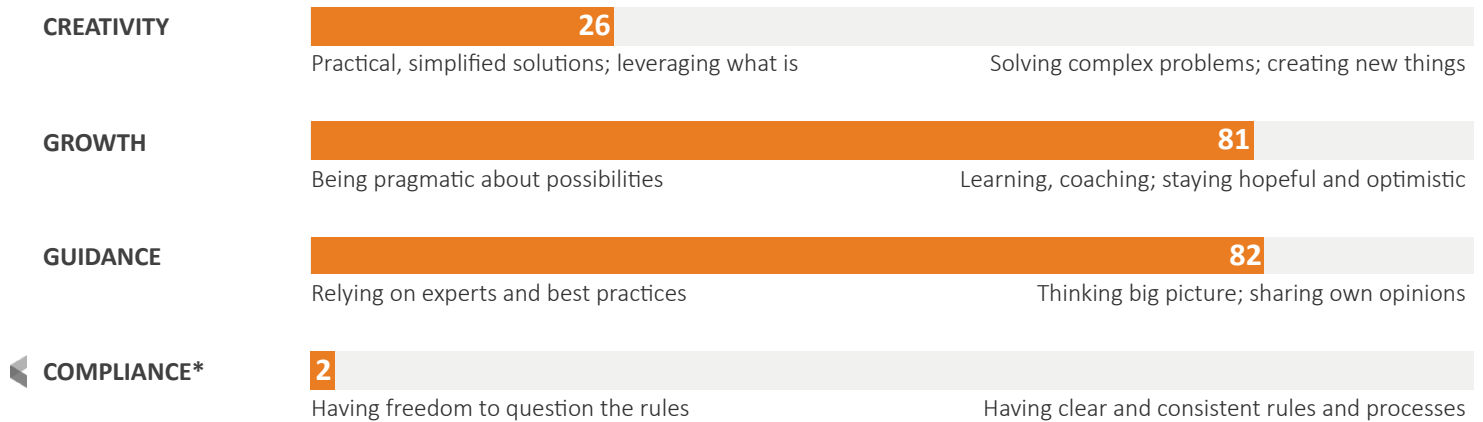 CREATIVITY 26
Practical, simplified solutions; leveraging what is Solving complex problems; creating new things
GROWTH 81
Being pragmatic about possibilities Learning, coaching; staying hopeful and optimistic
GUIDANCE 82
Relying on experts and best practices Thinking big picture; sharing own opinions
COMPLIANCE* 2
Having freedom to question the rules Having clear and consistent rules and processes